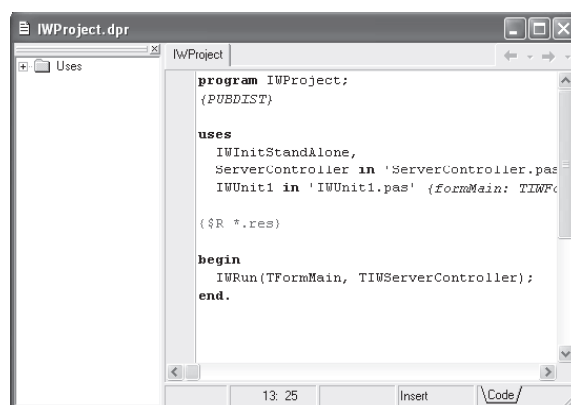 IWProject.dpr
Uses
IWProject
program IWProject;
{PUBDIST}
uses
IWInitStandAlone,
ServerController in 'ServerController.pas
IWUnit1 in 'IWUnit1.pas' {formMain: TIWFo
{$R *.res}
begin
IWRun(TFormMain, TIWServerController);
end.
13: 25
Insert
Code